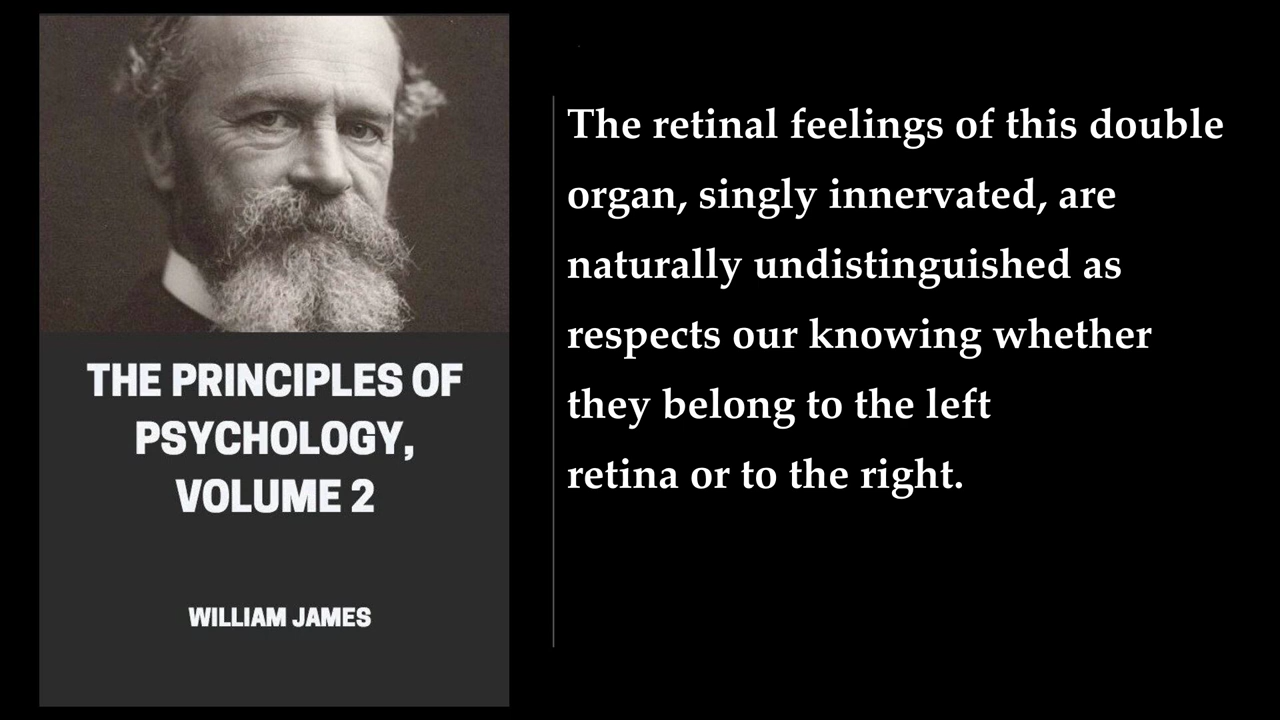 THE PRINCIPLES OF
PSYCHOLOGY,
VOLUME 2
WILLIAM JAMES
The retinal feelings of this double
organ, singly innervated, are
naturally undistinguished as
respects our knowing whether
they belong to the left
retina or to the right.